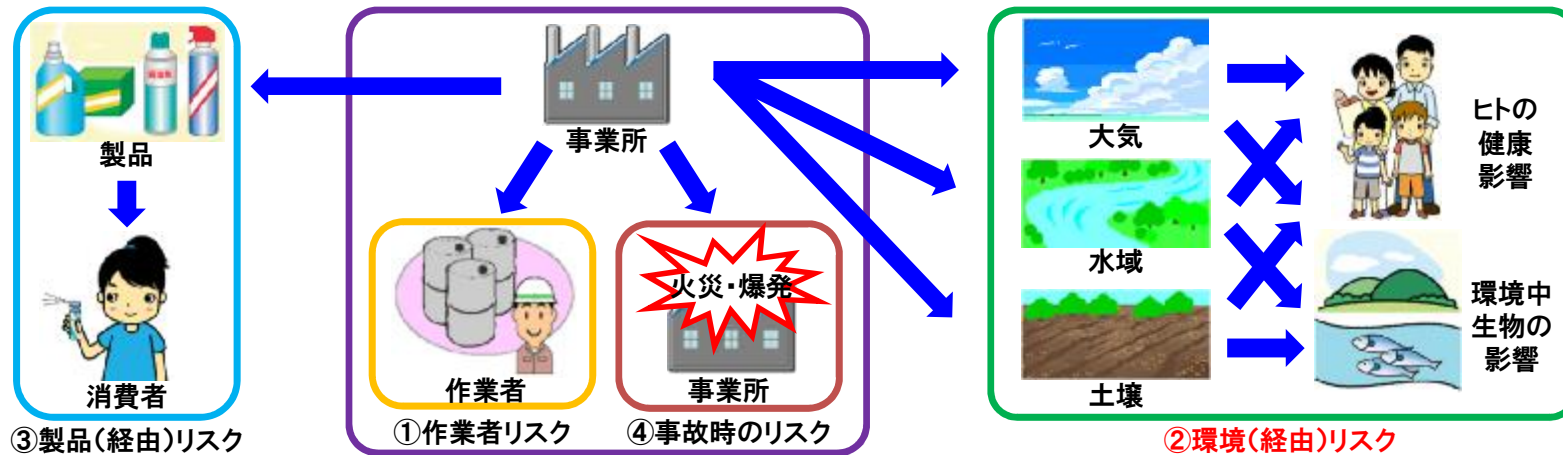 製品
消費者
③製品(経由)リスク
事業所
作業者
①作業者リスク
火災・爆発
事業所
④事故時のリスク
大気
水域
土壌
ヒトの
健康
影響
環境中
生物の
影響
②環境(経由)リスク